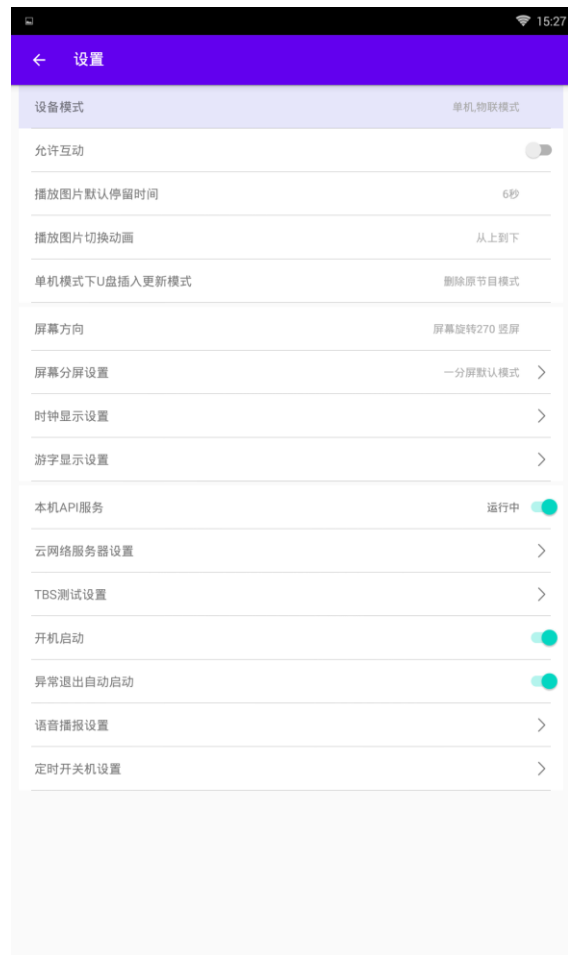 15:27
设置
设备模式 单机,物联模式
允许互动
播放图片默认停留时间 6秒
播放图片切换动画 从上到下
单机模式下U盘插入更新模式 删除原节目模式
屏幕方向 屏幕旋转270 竖屏
屏幕分屏设置 一分屏默认模式
时钟显示设置
游字显示设置
本机API服务 运行中
云网络服务器设置
TBS测试设置
开机启动
异常退出自动启动
语音播报设置
定时开关机设置